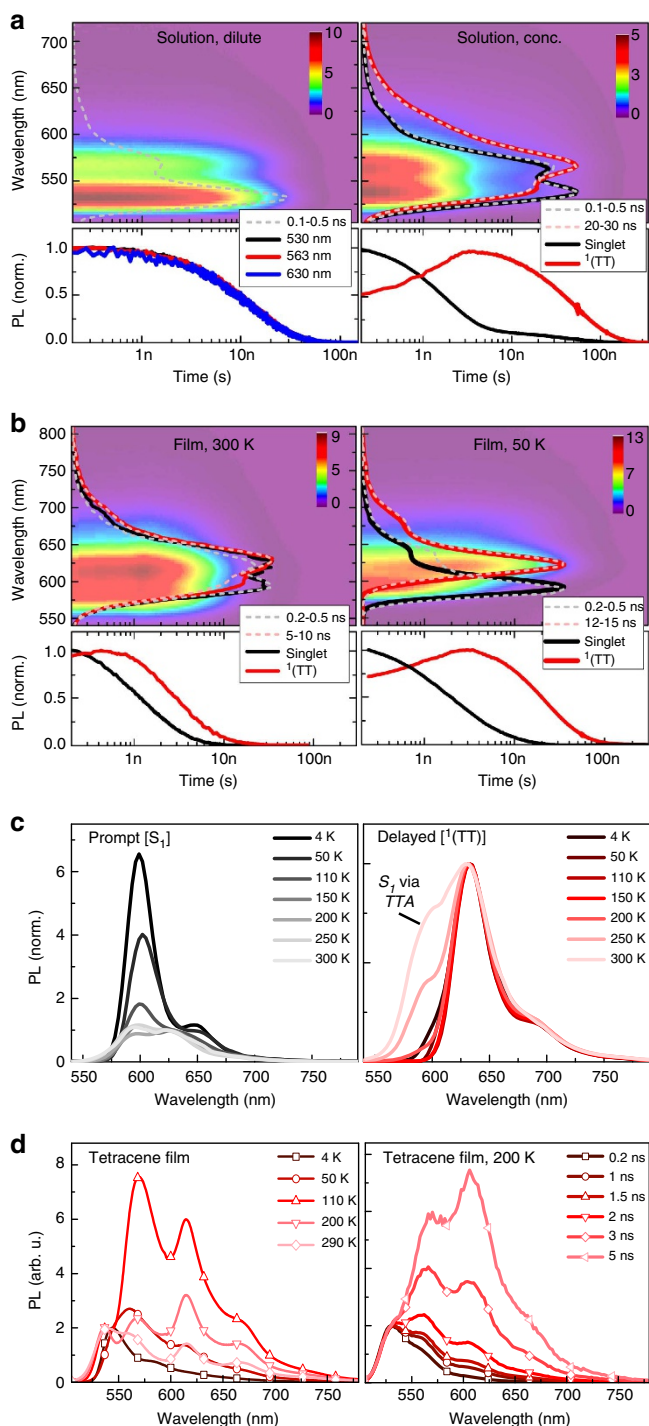 a
Solution, dilute
Solution, conc.
Wavelength (nm)
700
650
600
550
10
5
0
5
3
1
0
0.1-0.5 ns
530 nm
563 nm
630 nm
0.1-0.5 ns
20-30 ns
Singlet
1(TT)
PL (norm.)
1.0
0.5
0.0
1n 10n 100n
1n 10n 100n
Time (s)
Time (s)
b
Film, 300 K
Film, 50 K
Wavelength (nm)
800
750
700
650
600
550
9
5
0
13
10
7
3
0
0.2-0.5 ns
5-10 ns
Singlet
1(TT)
0.2-0.5 ns
12-15 ns
Singlet
1(TT)
PL (norm.)
1.0
0.5
0.0
1n 10n 100n
1n 10n 100n
Time (s)
Time (s)
c
Prompt [S1]
4 K
50 K
110 K
150 K
200 K
250 K
300 K
Delayed [1(TT)]
4 K
50 K
110 K
150 K
200 K
250 K
300 K
S1 via
TTA
PL (norm.)
6
4
2
0
550 600 650 700 750
550 600 650 700 750
Wavelength (nm)
Wavelength (nm)
d
Tetracene film
4 K
50 K
110 K
200 K
290 K
Tetracene film, 200 K
0.2 ns
1 ns
1.5 ns
2 ns
3 ns
5 ns
PL (arb. u.)
8
6
4
2
0
550 600 650 700 750
550 600 650 700 750
Wavelength (nm)
Wavelength (nm)